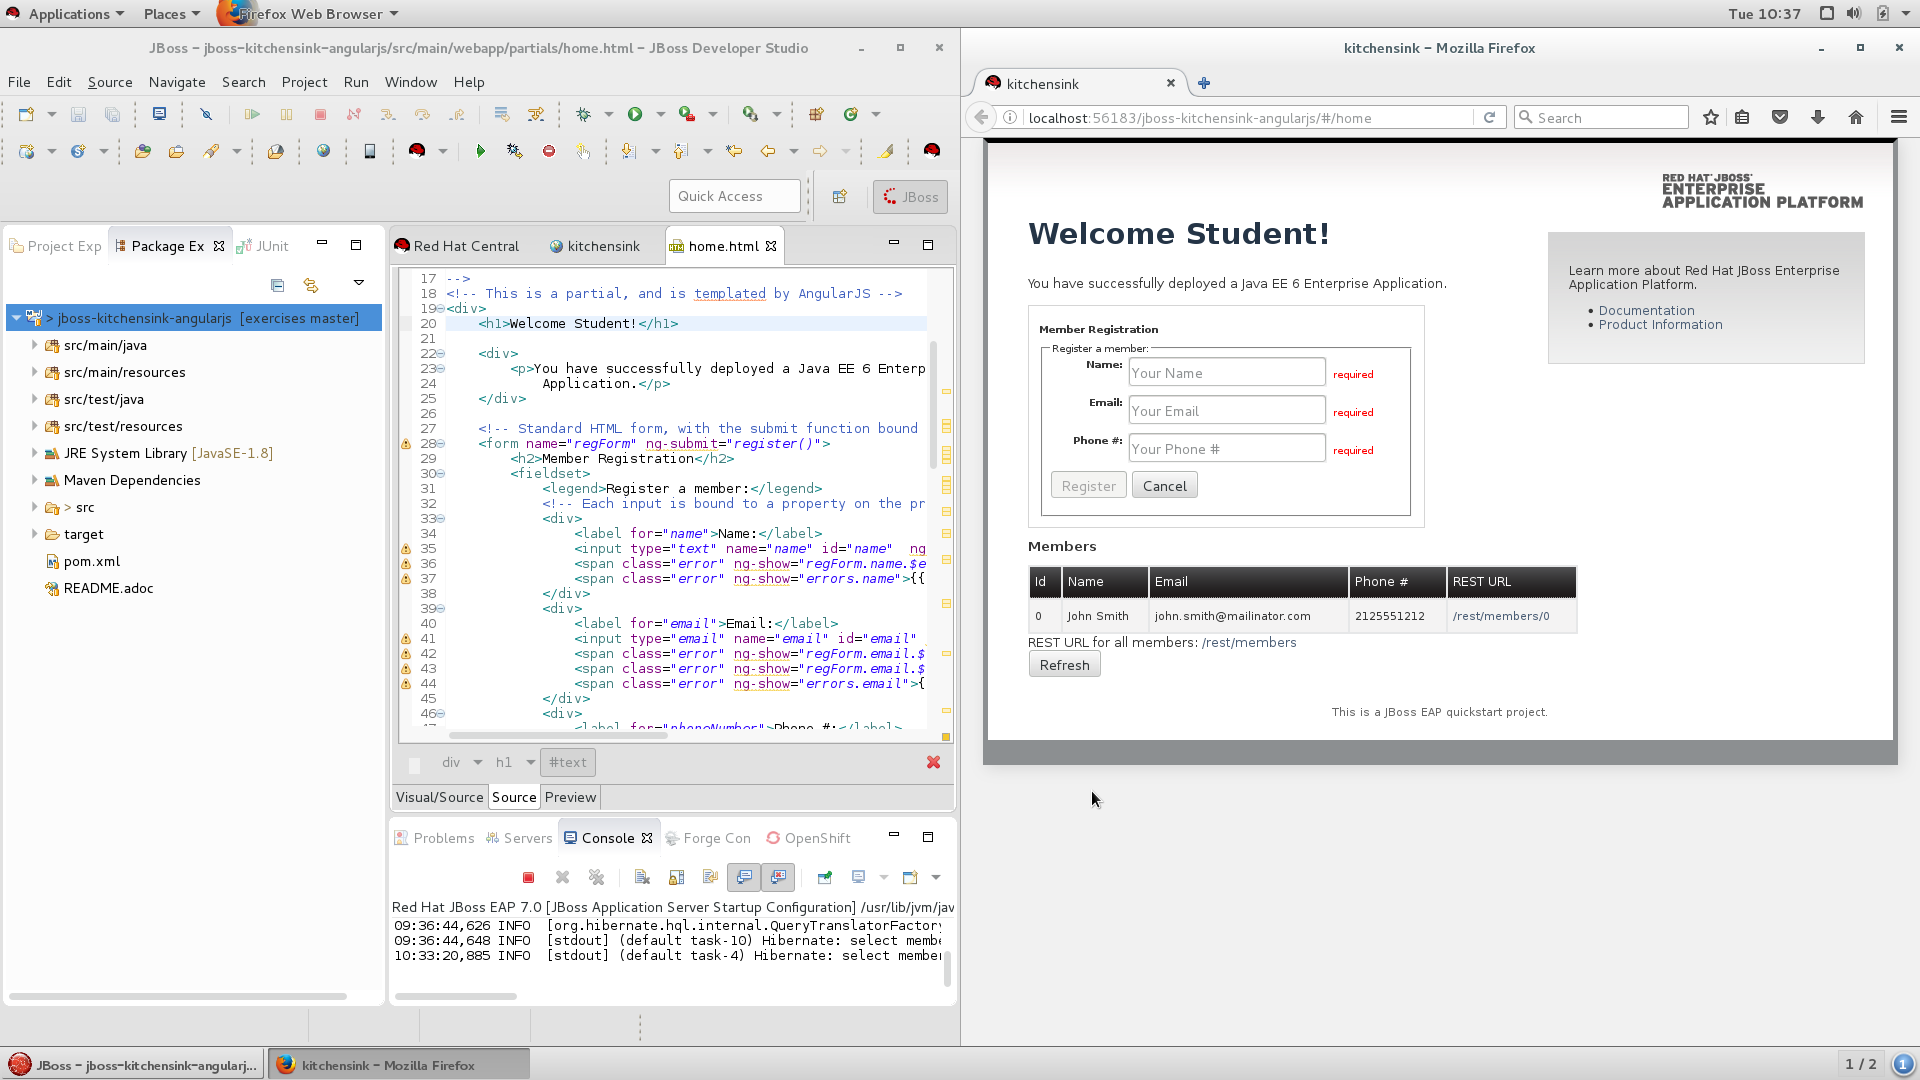 Applications Places Firefox Web Browser Tue 10:37
JBoss – jboss-kitchensink-angularjs/src/main/webapp/partials/home.html – JBoss Developer Studio
File Edit Source Navigate Search Project Run Window Help
Quick Access JBoss
Project Exp Package Ex JUnit
> jboss-kitchensink-angularjs [exercises master]
src/main/java
src/main/resources
src/test/java
src/test/resources
JRE System Library [JavaSE-1.8]
Maven Dependencies
> src
target
pom.xml
README.adoc
Red Hat Central kitchensink home.html
17 -->
18 <!-- This is a partial, and is templated by AngularJS -->
19 <div>
20 <h1>Welcome Student!</h1>
21
22 <div>
23 <p>You have successfully deployed a Java EE 6 Enterp
24 Application.</p>
25 </div>
26
27 <!-- Standard HTML form, with the submit function bound
28 <form name="regForm" ng-submit="register()">
29 <h2>Member Registration</h2>
30 <fieldset>
31 <legend>Register a member:</legend>
32 <!-- Each input is bound to a property on the pr
33 <div>
34 <label for="name">Name:</label>
35 <input type="text" name="name" id="name" ng
36 <span class="error" ng-show="regForm.name.$e
37 <span class="error" ng-show="errors.name">{{
38 </div>
39 <div>
40 <label for="email">Email:</label>
41 <input type="email" name="email" id="email"
42 <span class="error" ng-show="regForm.email.$
43 <span class="error" ng-show="regForm.email.$
44 <span class="error" ng-show="errors.email">{
45 </div>
46 <div>
47 <label for="phoneNumber">Phone #:</label>
div h1 #text
Visual/Source Source Preview
Problems Servers Console Forge Con OpenShift
Red Hat JBoss EAP 7.0 [JBoss Application Server Startup Configuration] /usr/lib/jvm/jav
09:36:44,626 INFO [org.hibernate.hql.internal.QueryTranslatorFactory
09:36:44,648 INFO [stdout] (default task-10) Hibernate: select membe
10:33:20,885 INFO [stdout] (default task-4) Hibernate: select member
kitchensink – Mozilla Firefox
kitchensink
localhost:56183/jboss-kitchensink-angularjs/#/home Search
RED HAT JBOSS
ENTERPRISE
APPLICATION PLATFORM
Welcome Student!
You have successfully deployed a Java EE 6 Enterprise Application.
Learn more about Red Hat JBoss Enterprise
Application Platform.
• Documentation
• Product Information
Member Registration
Register a member:
Name: Your Name required
Email: Your Email required
Phone #: Your Phone # required
Register Cancel
Members
Id Name Email Phone # REST URL
0 John Smith john.smith@mailinator.com 2125551212 /rest/members/0
REST URL for all members: /rest/members
Refresh
This is a JBoss EAP quickstart project.
JBoss – jboss-kitchensink-angularj... kitchensink – Mozilla Firefox 1 / 2 1